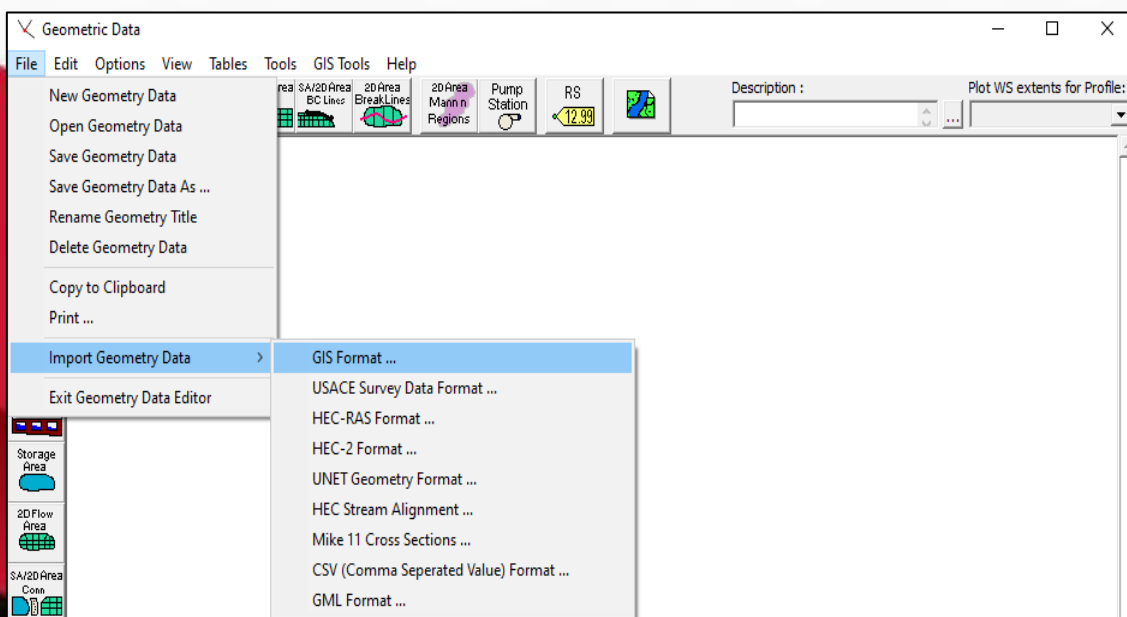 Geometric Data
File Edit Options View Tables Tools GIS Tools Help
rea SA/2D Area BC Lines 2D Area BreakLines 2D Area Mann n Regions Pump Station RS 12.99 Description : ... Plot WS extents for Profile:
New Geometry Data
Open Geometry Data
Save Geometry Data
Save Geometry Data As ...
Rename Geometry Title
Delete Geometry Data
Copy to Clipboard
Print ...
Import Geometry Data >
Exit Geometry Data Editor
GIS Format ...
USACE Survey Data Format ...
HEC-RAS Format ...
HEC-2 Format ...
UNET Geometry Format ...
HEC Stream Alignment ...
Mike 11 Cross Sections ...
CSV (Comma Seperated Value) Format ...
GML Format ...
Storage
Area
2D Flow
Area
SA/2D Area
Conn